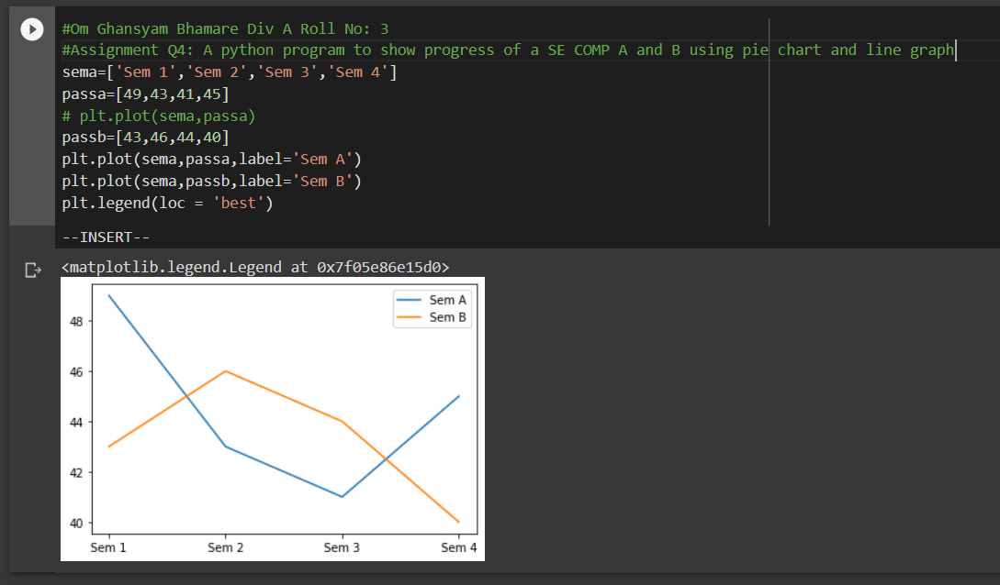 #Om Ghansyam Bhamare Div A Roll No: 3
#Assignment Q4: A python program to show progress of a SE COMP A and B using pie chart and line graph
sema=['Sem 1','Sem 2','Sem 3','Sem 4']
passa=[49,43,41,45]
# plt.plot(sema,passa)
passb=[43,46,44,40]
plt.plot(sema,passa,label='Sem A')
plt.plot(sema,passb,label='Sem B')
plt.legend(loc = 'best')
--INSERT--
<matplotlib.legend.Legend at 0x7f05e86e15d0>
Sem A
Sem B
48
46
44
42
40
Sem 1 Sem 2 Sem 3 Sem 4